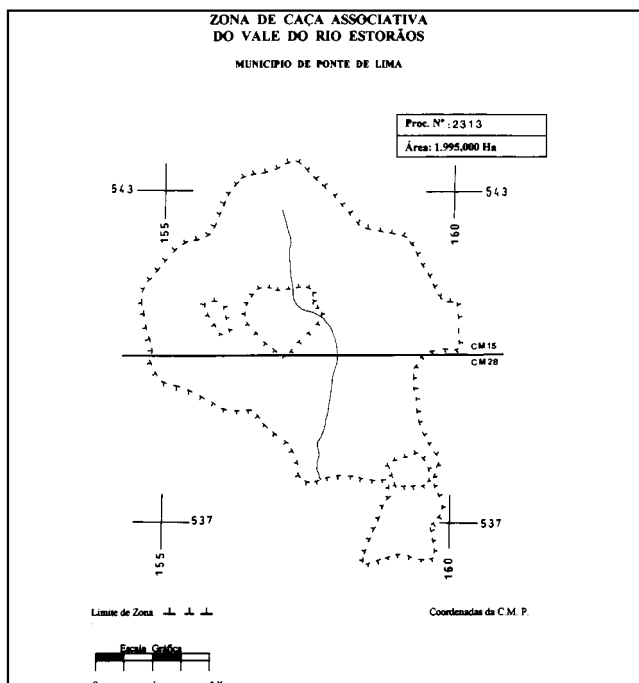 ZONA DE CAÇA ASSOCIATIVA
DO VALE DO RIO ESTORÃOS
MUNICIPIO DE PONTE DE LIMA
Proc. Nº : 2313
Área: 1.995,000 Ha
543
543
155
160
CM15
CM28
537
537
155
160
Limite de Zona
Coordenadas da C. M. P.
Escala Gráfica